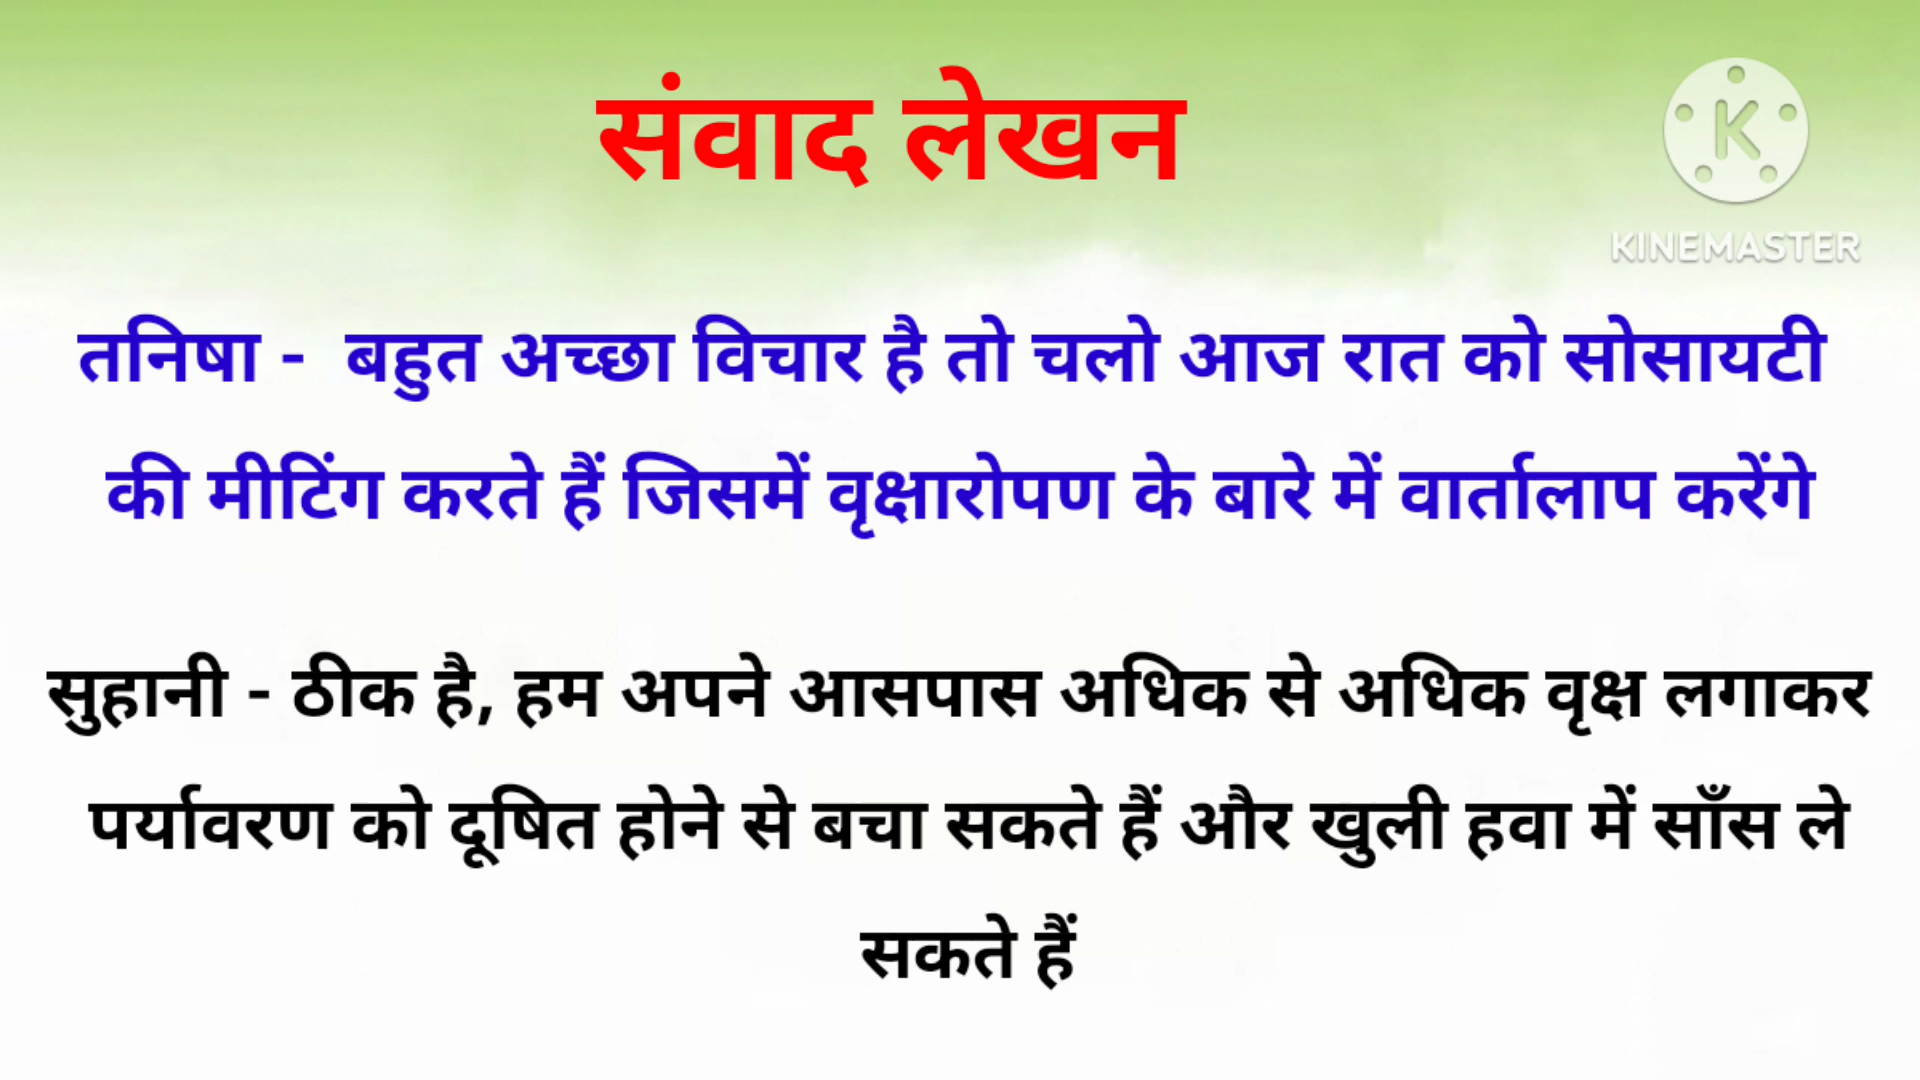 संवाद लेखन
K
KINEMASTER
तनिषा - बहुत अच्छा विचार है तो चलो आज रात को सोसायटी
की मीटिंग करते हैं जिसमें वृक्षारोपण के बारे में वार्तालाप करेंगे
सुहानी - ठीक है, हम अपने आसपास अधिक से अधिक वृक्ष लगाकर
पर्यावरण को दूषित होने से बचा सकते हैं और खुली हवा में साँस ले
सकते हैं